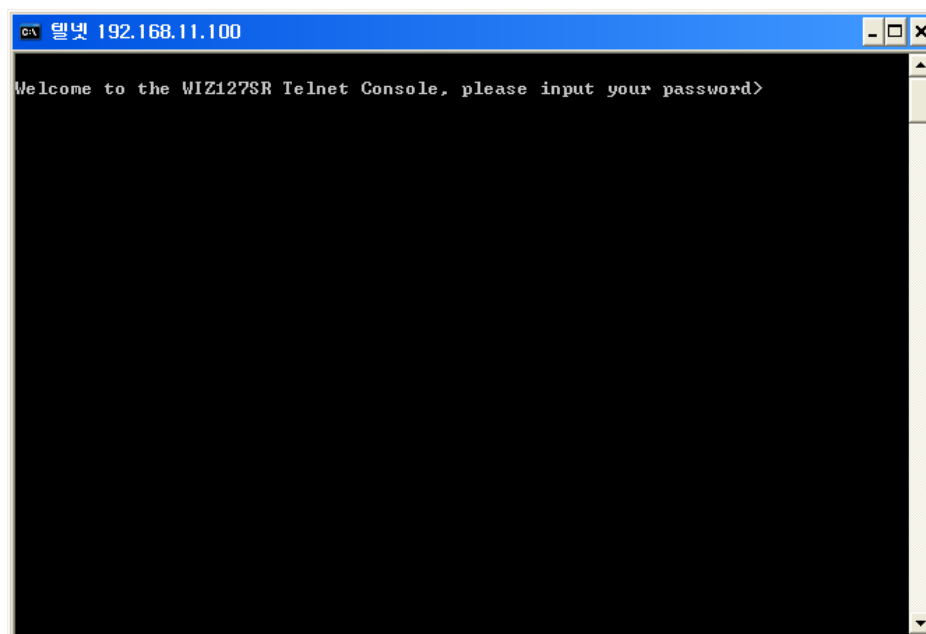 텔넷 192.168.11.100
Welcome to the WIZ127SR Telnet Console, please input your password>